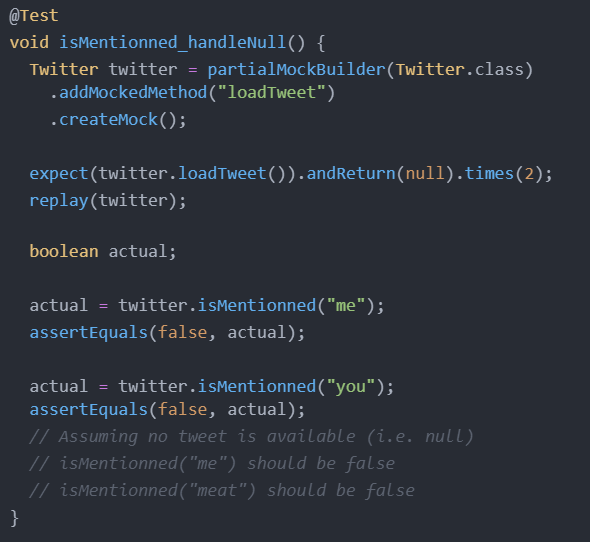 @Test
void isMentionned_handleNull() {
  Twitter twitter = partialMockBuilder(Twitter.class)
    .addMockedMethod("loadTweet")
    .createMock();

  expect(twitter.loadTweet()).andReturn(null).times(2);
  replay(twitter);

  boolean actual;

  actual = twitter.isMentionned("me");
  assertEquals(false, actual);

  actual = twitter.isMentionned("you");
  assertEquals(false, actual);
  // Assuming no tweet is available (i.e. null)
  // isMentionned("me") should be false
  // isMentionned("meat") should be false
}